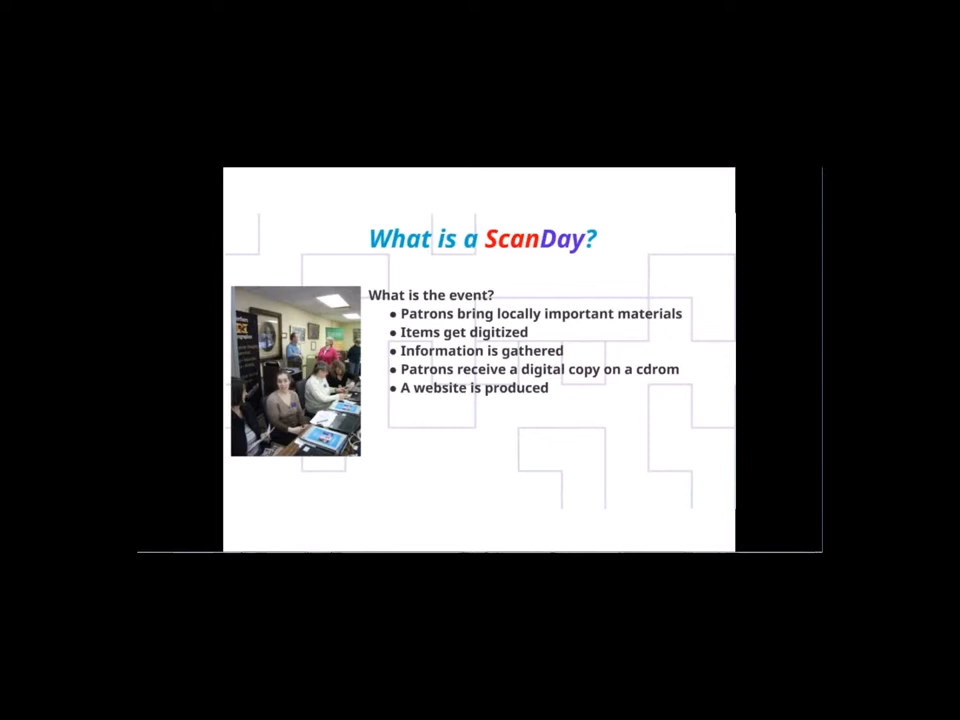 What is a ScanDay?
What is the event?
● Patrons bring locally important materials
● Items get digitized
● Information is gathered
● Patrons receive a digital copy on a cdrom
● A website is produced